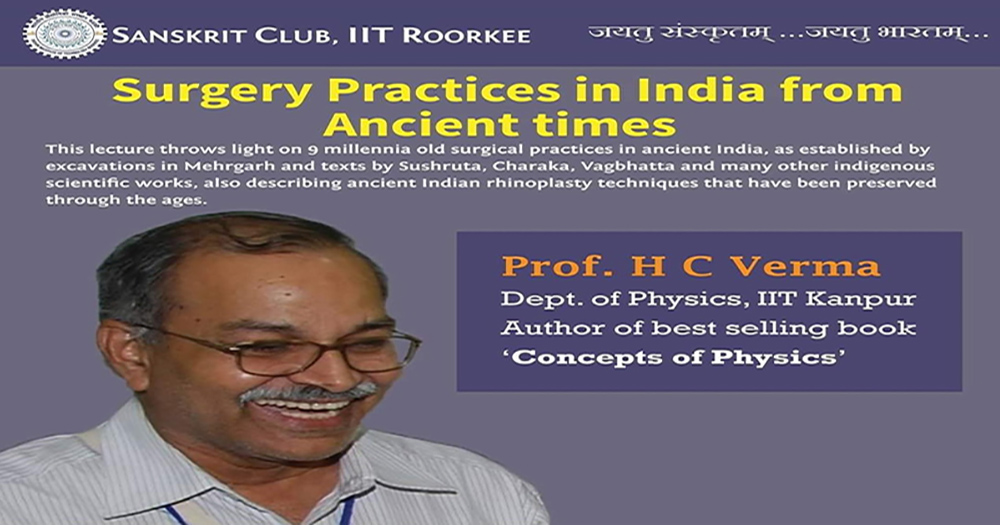 SANSKRIT CLUB, IIT ROORKEE
जयतु संस्कृतम् ...जयतु भारतम्...
Surgery Practices in India from
Ancient times
This lecture throws light on 9 millennia old surgical practices in ancient India, as established by
excavations in Mehrgarh and texts by Sushruta, Charaka, Vagbhatta and many other indigenous
scientific works, also describing ancient Indian rhinoplasty techniques that have been preserved
through the ages.
Prof. H C Verma
Dept. of Physics, IIT Kanpur
Author of best selling book
‘Concepts of Physics’